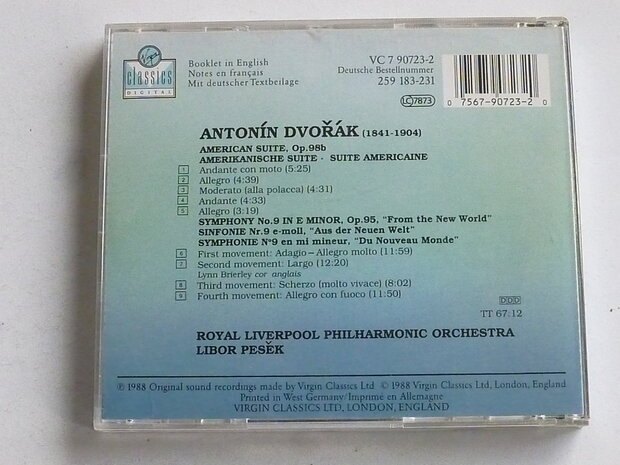 Virgin
classics
DIGITAL
Booklet in English
Notes en français
Mit deutscher Textbeilage
VC 7 90723-2
Deutsche Bestellnummer
259 183-231
LC 7873
0 7567-90723-2 0
ANTONÍN DVOŘÁK (1841-1904)
AMERICAN SUITE, Op.98b
AMERIKANISCHE SUITE · SUITE AMERICAINE
1 Andante con moto (5:25)
2 Allegro (4:39)
3 Moderato (alla polacca) (4:31)
4 Andante (4:33)
5 Allegro (3:19)
SYMPHONY No.9 IN E MINOR, Op.95, "From the New World"
SINFONIE Nr.9 e-moll, "Aus der Neuen Welt"
SYMPHONIE N°9 en mi mineur, "Du Nouveau Monde"
6 First movement: Adagio – Allegro molto (11:59)
7 Second movement: Largo (12:20)
Lynn Brierley cor anglais
8 Third movement: Scherzo (molto vivace) (8:02)
9 Fourth movement: Allegro con fuoco (11:50)
DDD
TT 67:12
ROYAL LIVERPOOL PHILHARMONIC ORCHESTRA
LIBOR PESĚK
℗ 1988 Original sound recordings made by Virgin Classics Ltd © 1988 Virgin Classics Ltd, London, England
Printed in West Germany/Imprimé en Allemagne
VIRGIN CLASSICS LTD, LONDON, ENGLAND